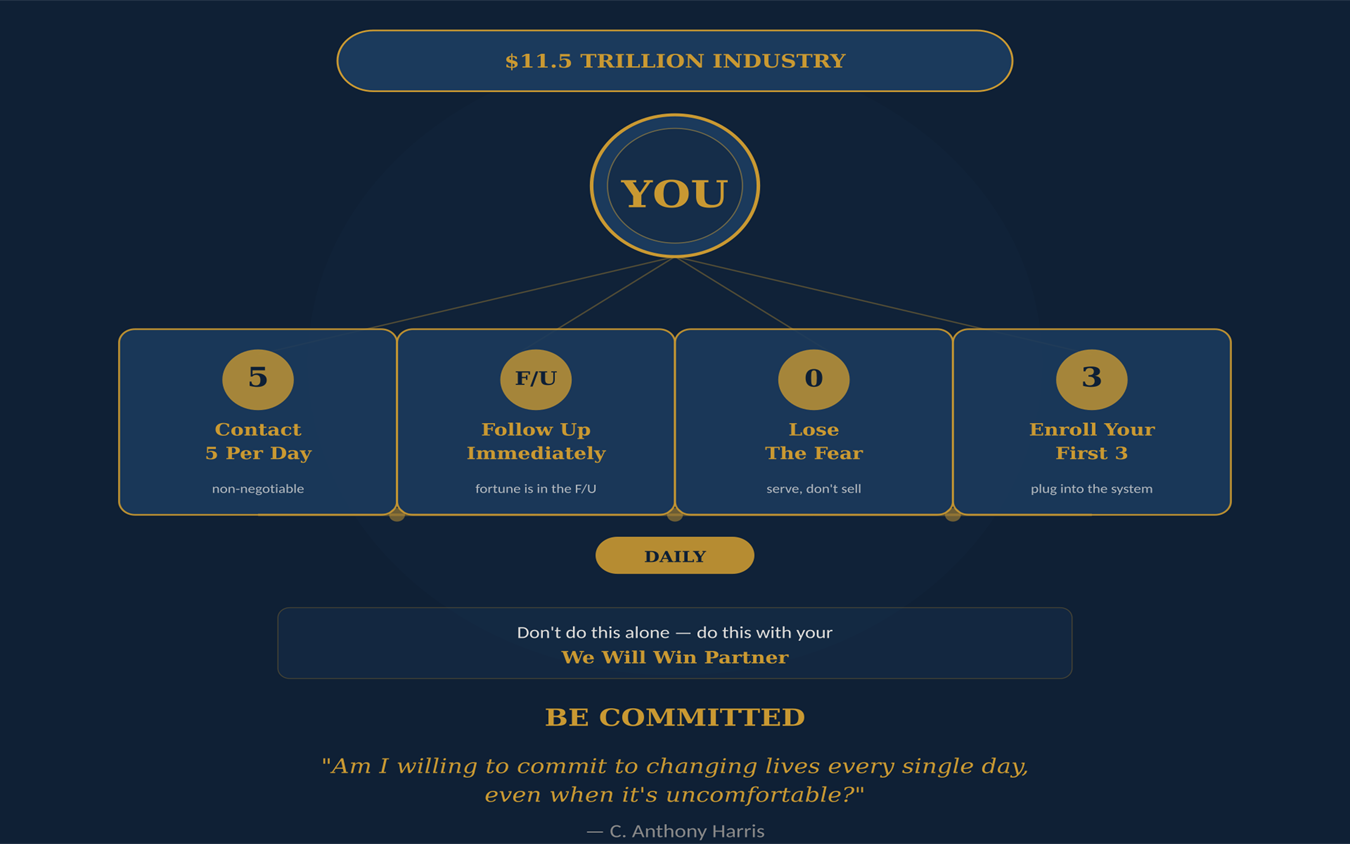 $11.5 TRILLION INDUSTRY
YOU
5
Contact
5 Per Day
non-negotiable
F/U
Follow Up
Immediately
fortune is in the F/U
0
Lose
The Fear
serve, don't sell
3
Enroll Your
First 3
plug into the system
DAILY
Don't do this alone — do this with your
We Will Win Partner
BE COMMITTED
"Am I willing to commit to changing lives every single day,
even when it's uncomfortable?"
— C. Anthony Harris